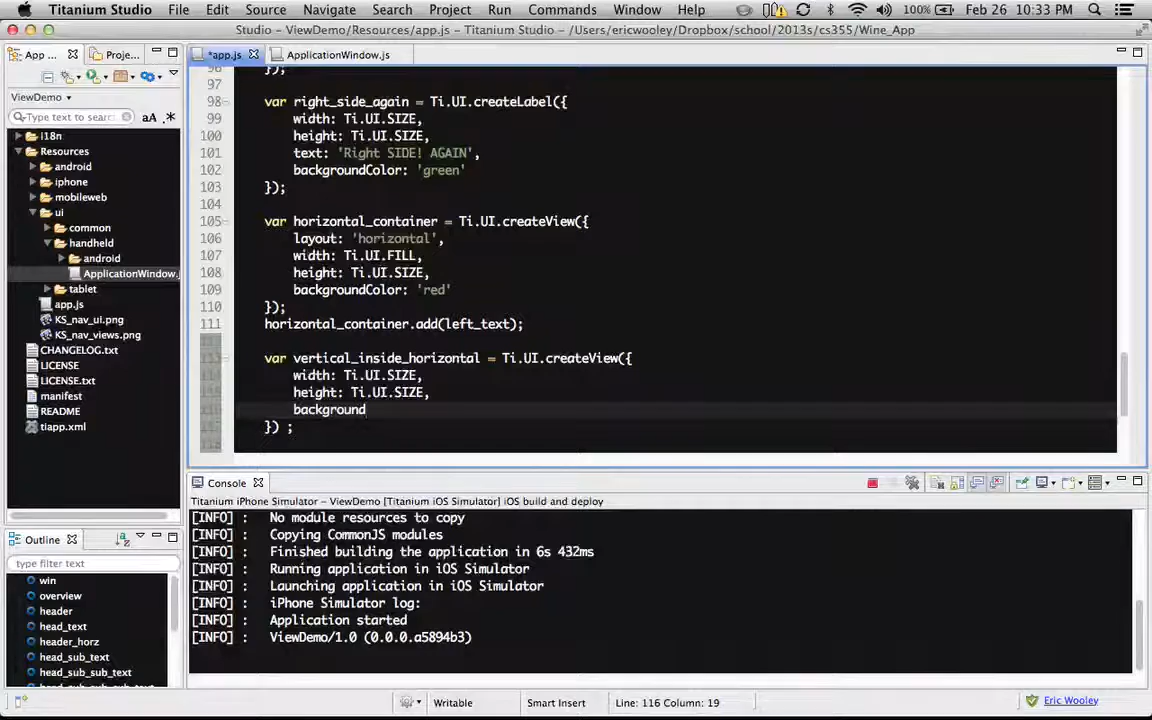 Titanium Studio File Edit Source Navigate Search Project Run Commands Window Help 100% Feb 26 10:33 PM
Studio – ViewDemo/Resources/app.js – Titanium Studio – /Users/ericwooley/Dropbox/school/2013s/cs355/Wine_App
App ... Proje...
ViewDemo
Type text to searc
aA .*
i18n
Resources
android
iphone
mobileweb
ui
common
handheld
android
ApplicationWindow.j
tablet
app.js
KS_nav_ui.png
KS_nav_views.png
CHANGELOG.txt
LICENSE
LICENSE.txt
manifest
README
tiapp.xml
Outline
type filter text
win
overview
header
head_text
header_horz
head_sub_text
head_sub_sub_text
*app.js ApplicationWindow.js
96 });
97
98 var right_side_again = Ti.UI.createLabel({
99 width: Ti.UI.SIZE,
100 height: Ti.UI.SIZE,
101 text: 'Right SIDE! AGAIN',
102 backgroundColor: 'green'
103 });
104
105 var horizontal_container = Ti.UI.createView({
106 layout: 'horizontal',
107 width: Ti.UI.FILL,
108 height: Ti.UI.SIZE,
109 backgroundColor: 'red'
110 });
111 horizontal_container.add(left_text);
var vertical_inside_horizontal = Ti.UI.createView({
width: Ti.UI.SIZE,
height: Ti.UI.SIZE,
background
}) ;
Console
Titanium iPhone Simulator – ViewDemo [Titanium iOS Simulator] iOS build and deploy
[INFO] : No module resources to copy
[INFO] : Copying CommonJS modules
[INFO] : Finished building the application in 6s 432ms
[INFO] : Running application in iOS Simulator
[INFO] : Launching application in iOS Simulator
[INFO] : iPhone Simulator log:
[INFO] : Application started
[INFO] : ViewDemo/1.0 (0.0.0.a5894b3)
Writable Smart Insert Line: 116 Column: 19 Eric Wooley